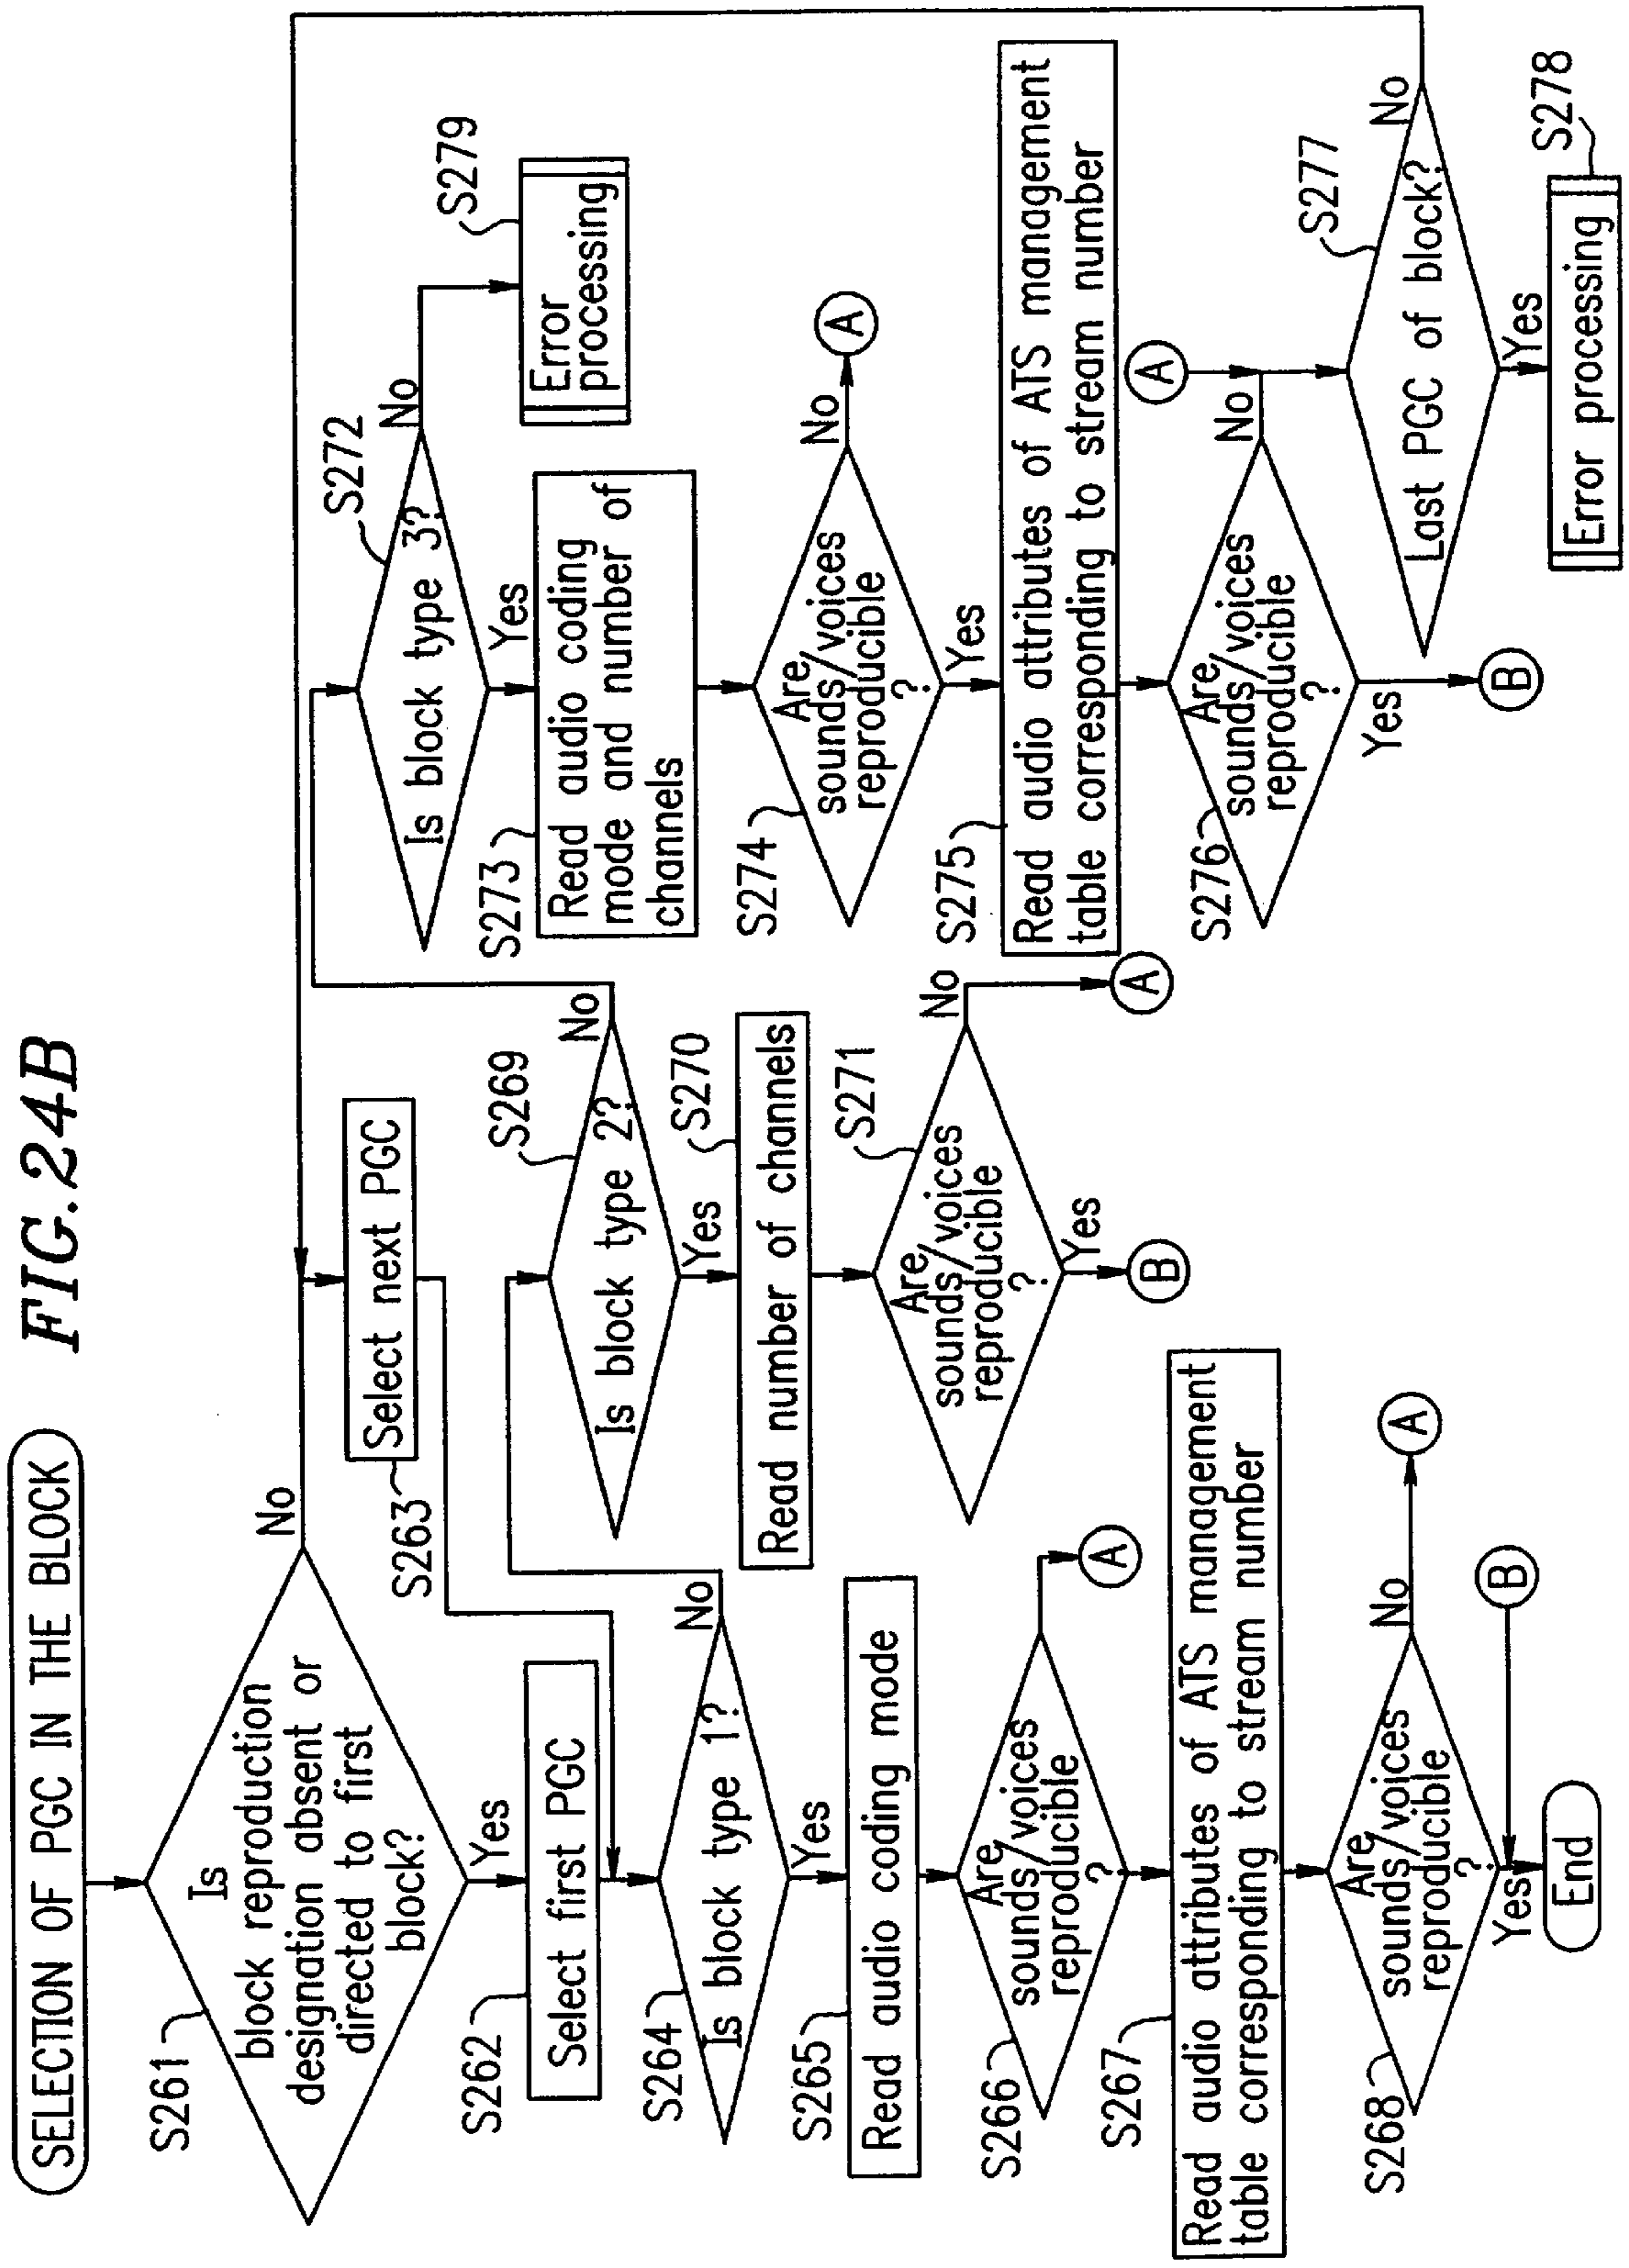 FIG.24B
SELECTION OF PGC IN THE BLOCK
S261
Is
block reproduction
designation absent or
directed to first
block?
No
Yes
S262
Select first PGC
S263
Select next PGC
S264
Is block type 1?
No
Yes
S265
Read audio coding mode
S266
Are
sounds/voices
reproducible
?
A
S267
Read audio attributes of ATS management
table corresponding to stream number
S268
Are
sounds/voices
reproducible
?
No
A
Yes
B
End
S269
Is block type 2?
No
Yes
S270
Read number of channels
S271
Are
sounds/voices
reproducible
?
No
A
Yes
B
S272
Is block type 3?
No
S279
Error
processing
Yes
S273
Read audio coding
mode and number of
channels
S274
Are
sounds/voices
reproducible
?
No
A
Yes
S275
Read audio attributes of ATS management
table corresponding to stream number
S276
Are
sounds/voices
reproducible
?
No
A
Yes
B
S277
Last PGC of block?
No
Yes
S278
Error processing